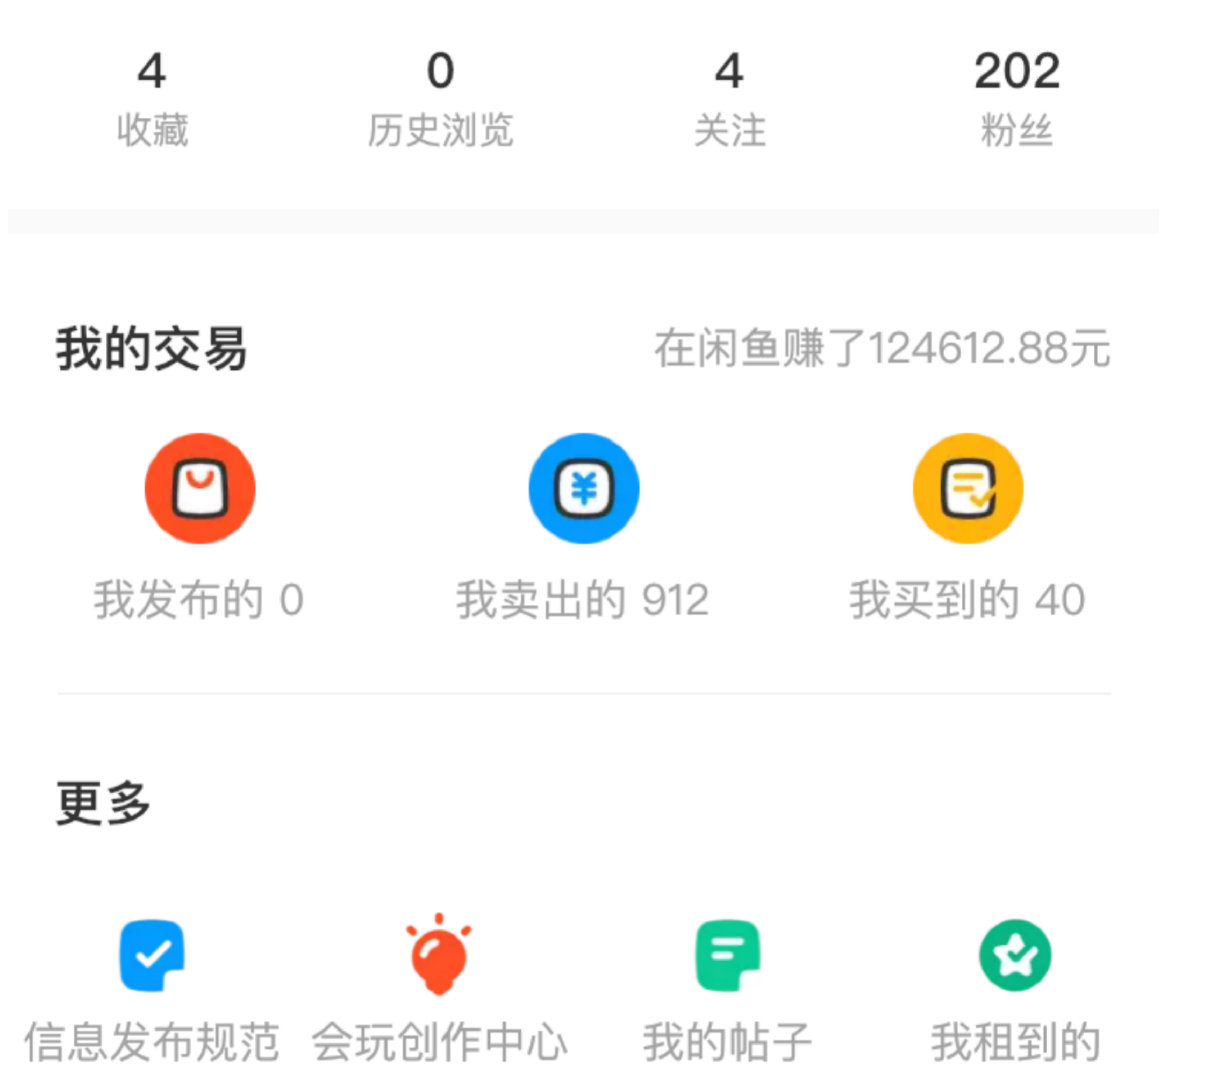 4 0 4 202
收藏 历史浏览 关注 粉丝
我的交易 在闲鱼赚了124612.88元
¥
我发布的 0 我卖出的 912 我买到的 40
更多
信息发布规范 会玩创作中心 我的帖子 我租到的